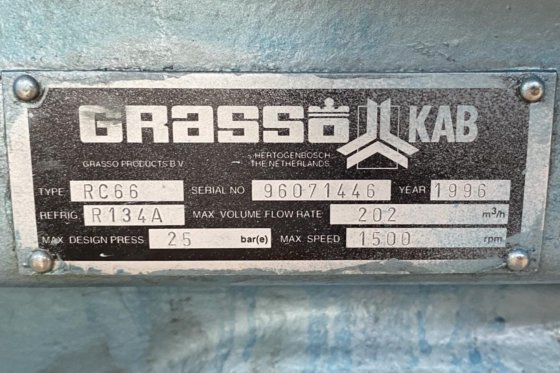 GRASSO KAB
GRASSO PRODUCTS B.V. 'HERTOGENBOSCH
THE NETHERLANDS
TYPE RC66 SERIAL NO 96071446 YEAR 1996
REFRIG. R134A MAX VOLUME FLOW RATE 202 m³/h
MAX DESIGN PRESS. 25 bar(e) MAX SPEED 1500 rpm